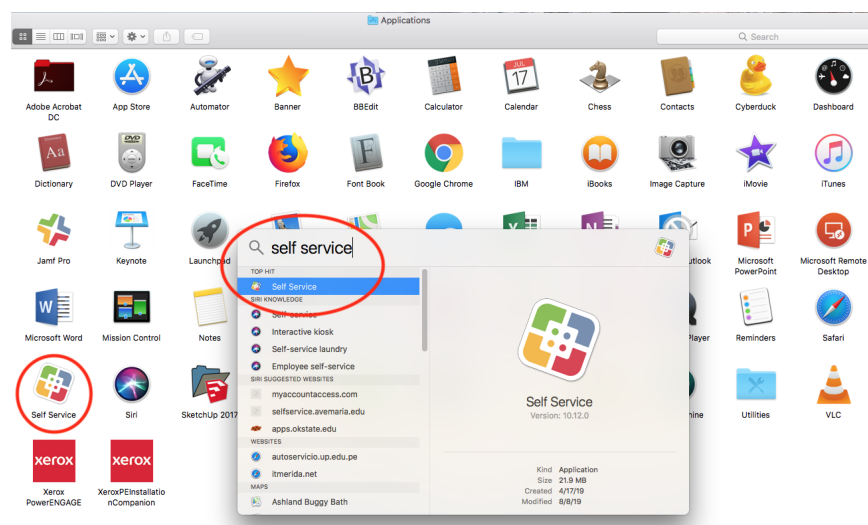 Applications
Search
Adobe Acrobat
DC
App Store
Automator
Banner
BBEdit
Calculator
Calendar
Chess
Contacts
Cyberduck
Dashboard
Dictionary
DVD Player
FaceTime
Firefox
Font Book
Google Chrome
IBM
iBooks
Image Capture
iMovie
iTunes
Jamf Pro
Keynote
Launchpad
utlook
Microsoft
PowerPoint
Microsoft Remote
Desktop
self service
TOP HIT
Self Service
SIRI KNOWLEDGE
Self-service
Interactive kiosk
Self-service laundry
Employee self-service
SIRI SUGGESTED WEBSITES
myaccountaccess.com
selfservice.avemaria.edu
apps.okstate.edu
WEBSITES
autoservicio.up.edu.pe
itmerida.net
MAPS
Ashland Buggy Bath
Self Service
Version: 10.12.0
Kind Application
Size 21.9 MB
Created 4/17/19
Modified 8/8/19
Microsoft Word
Mission Control
Notes
Player
Reminders
Safari
Self Service
Siri
SketchUp 2017
hine
Utilities
VLC
xerox
xerox
Xerox
PowerENGAGE
XeroxPEInstallatio
nCompanion
JUL
17
DVD
Aa
B
F
W
P
X
N